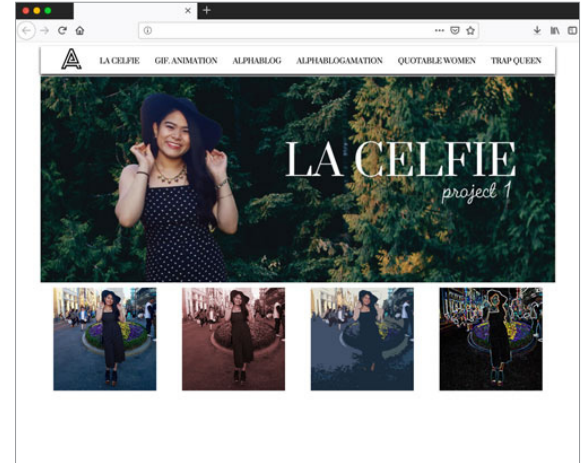 LA CELFIE GIF. ANIMATION ALPHABLOG ALPHABLOGAMATION QUOTABLE WOMEN TRAP QUEEN
LA CELFIE
project 1